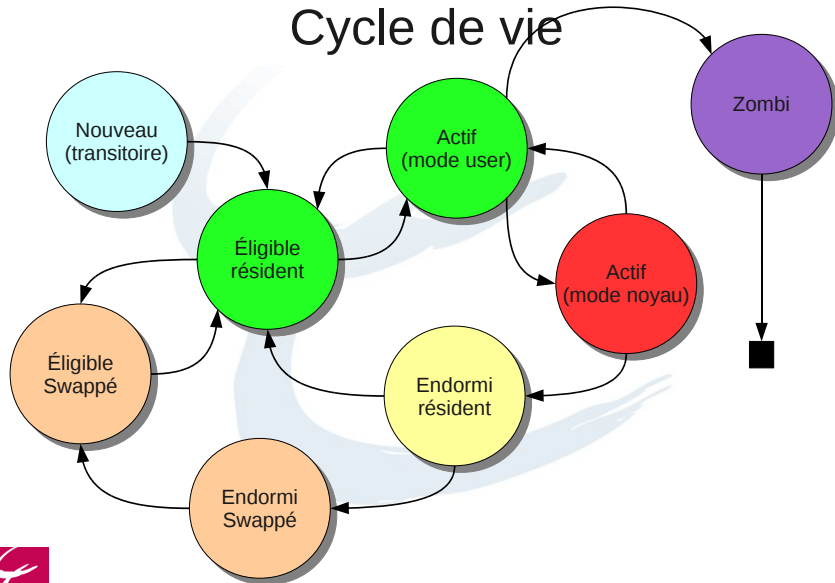 Cycle de vie
Zombi
Nouveau
(transitoire)
Actif
(mode user)
Éligible
résident
Actif
(mode noyau)
Éligible
Swappé
Endormi
résident
Endormi
Swappé